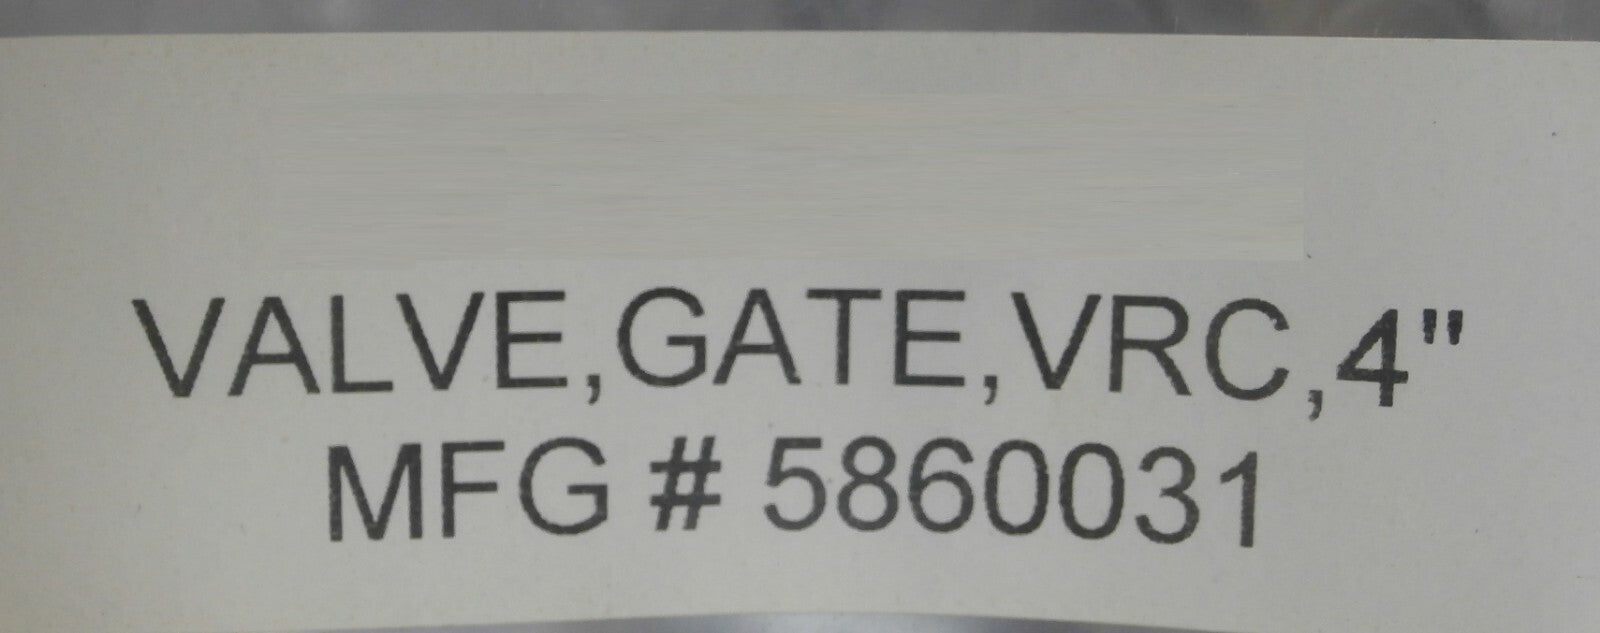 VALVE,GATE,VRC,4"
MFG # 5860031